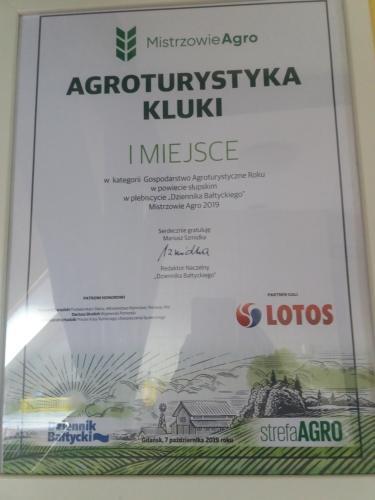 MistrzowieAgro
AGROTURYSTYKA
KLUKI
I MIEJSCE
w kategorii Gospodarstwo Agroturystyczne Roku
w powiecie słupskim
w plebiscycie „Dziennika Bałtyckiego"
Mistrzowie Agro 2019
Serdecznie gratuluję
Mariusz Szmidka
Redaktor Naczelny
„Dziennika Bałtyckiego"
PATRONI HONOROWI
PARTNER GALI
LOTOS
Dziennik
Bałtycki
Gdańsk, 7 października 2019 roku
strefaAGRO